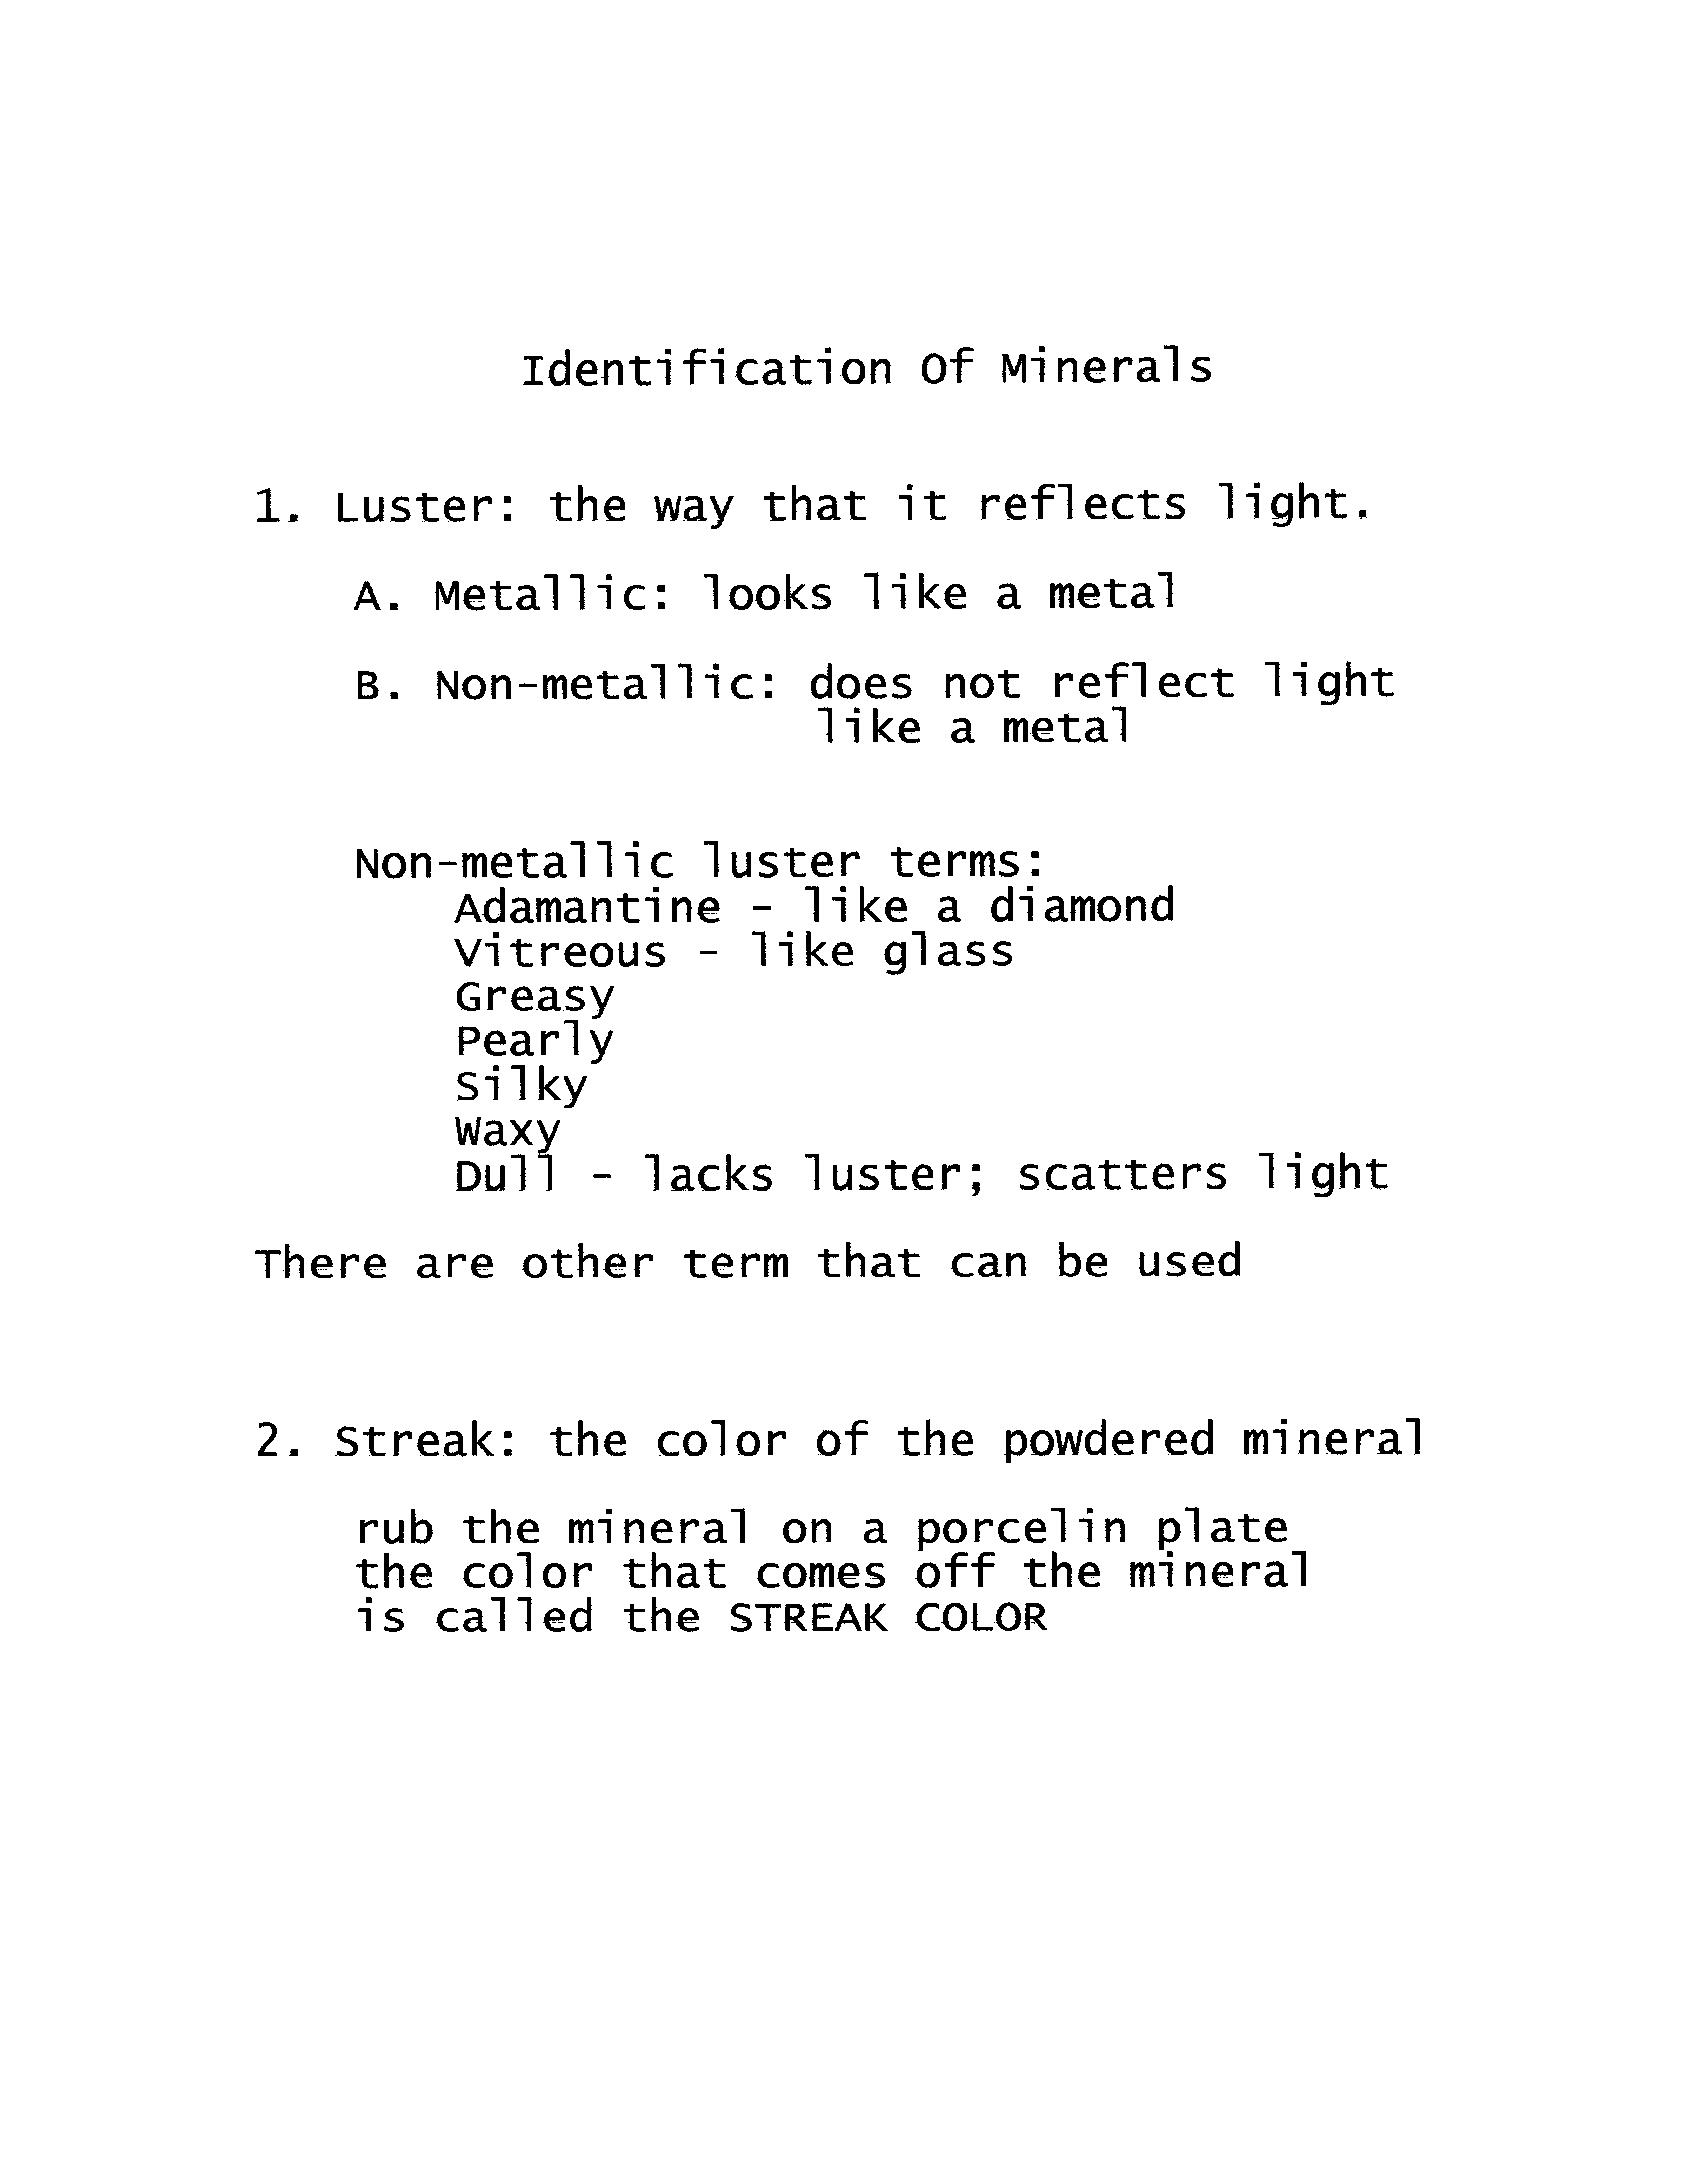 Identification Of Minerals
1. Luster: the way that it reflects light.
A. Metallic: looks like a metal
B. Non-metallic: does not reflect light
like a metal
Non-metallic luster terms:
Adamantine - like a diamond
Vitreous - like glass
Greasy
Pearly
Silky
Waxy
Dull - lacks luster; scatters light
There are other term that can be used
2. Streak: the color of the powdered mineral
rub the mineral on a porcelin plate
the color that comes off the mineral
is called the STREAK COLOR